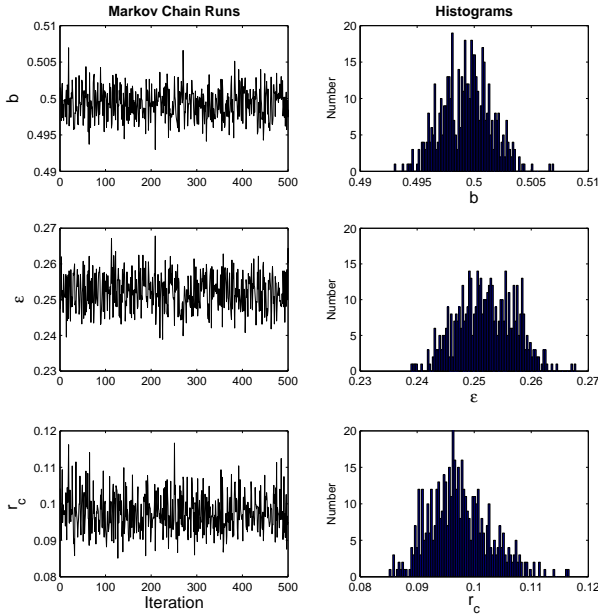 Markov Chain Runs
Histograms
0.51
0.505
0.5
0.495
0.49
b
0 100 200 300 400 500
20
15
10
5
0
Number
0.49 0.495 0.5 0.505 0.51
b
0.27
0.26
0.25
0.24
0.23
ε
0 100 200 300 400 500
20
15
10
5
0
Number
0.23 0.24 0.25 0.26 0.27
ε
0.12
0.11
0.1
0.09
0.08
r_c
0 100 200 300 400 500
Iteration
20
15
10
5
0
Number
0.08 0.09 0.1 0.11 0.12
r_c